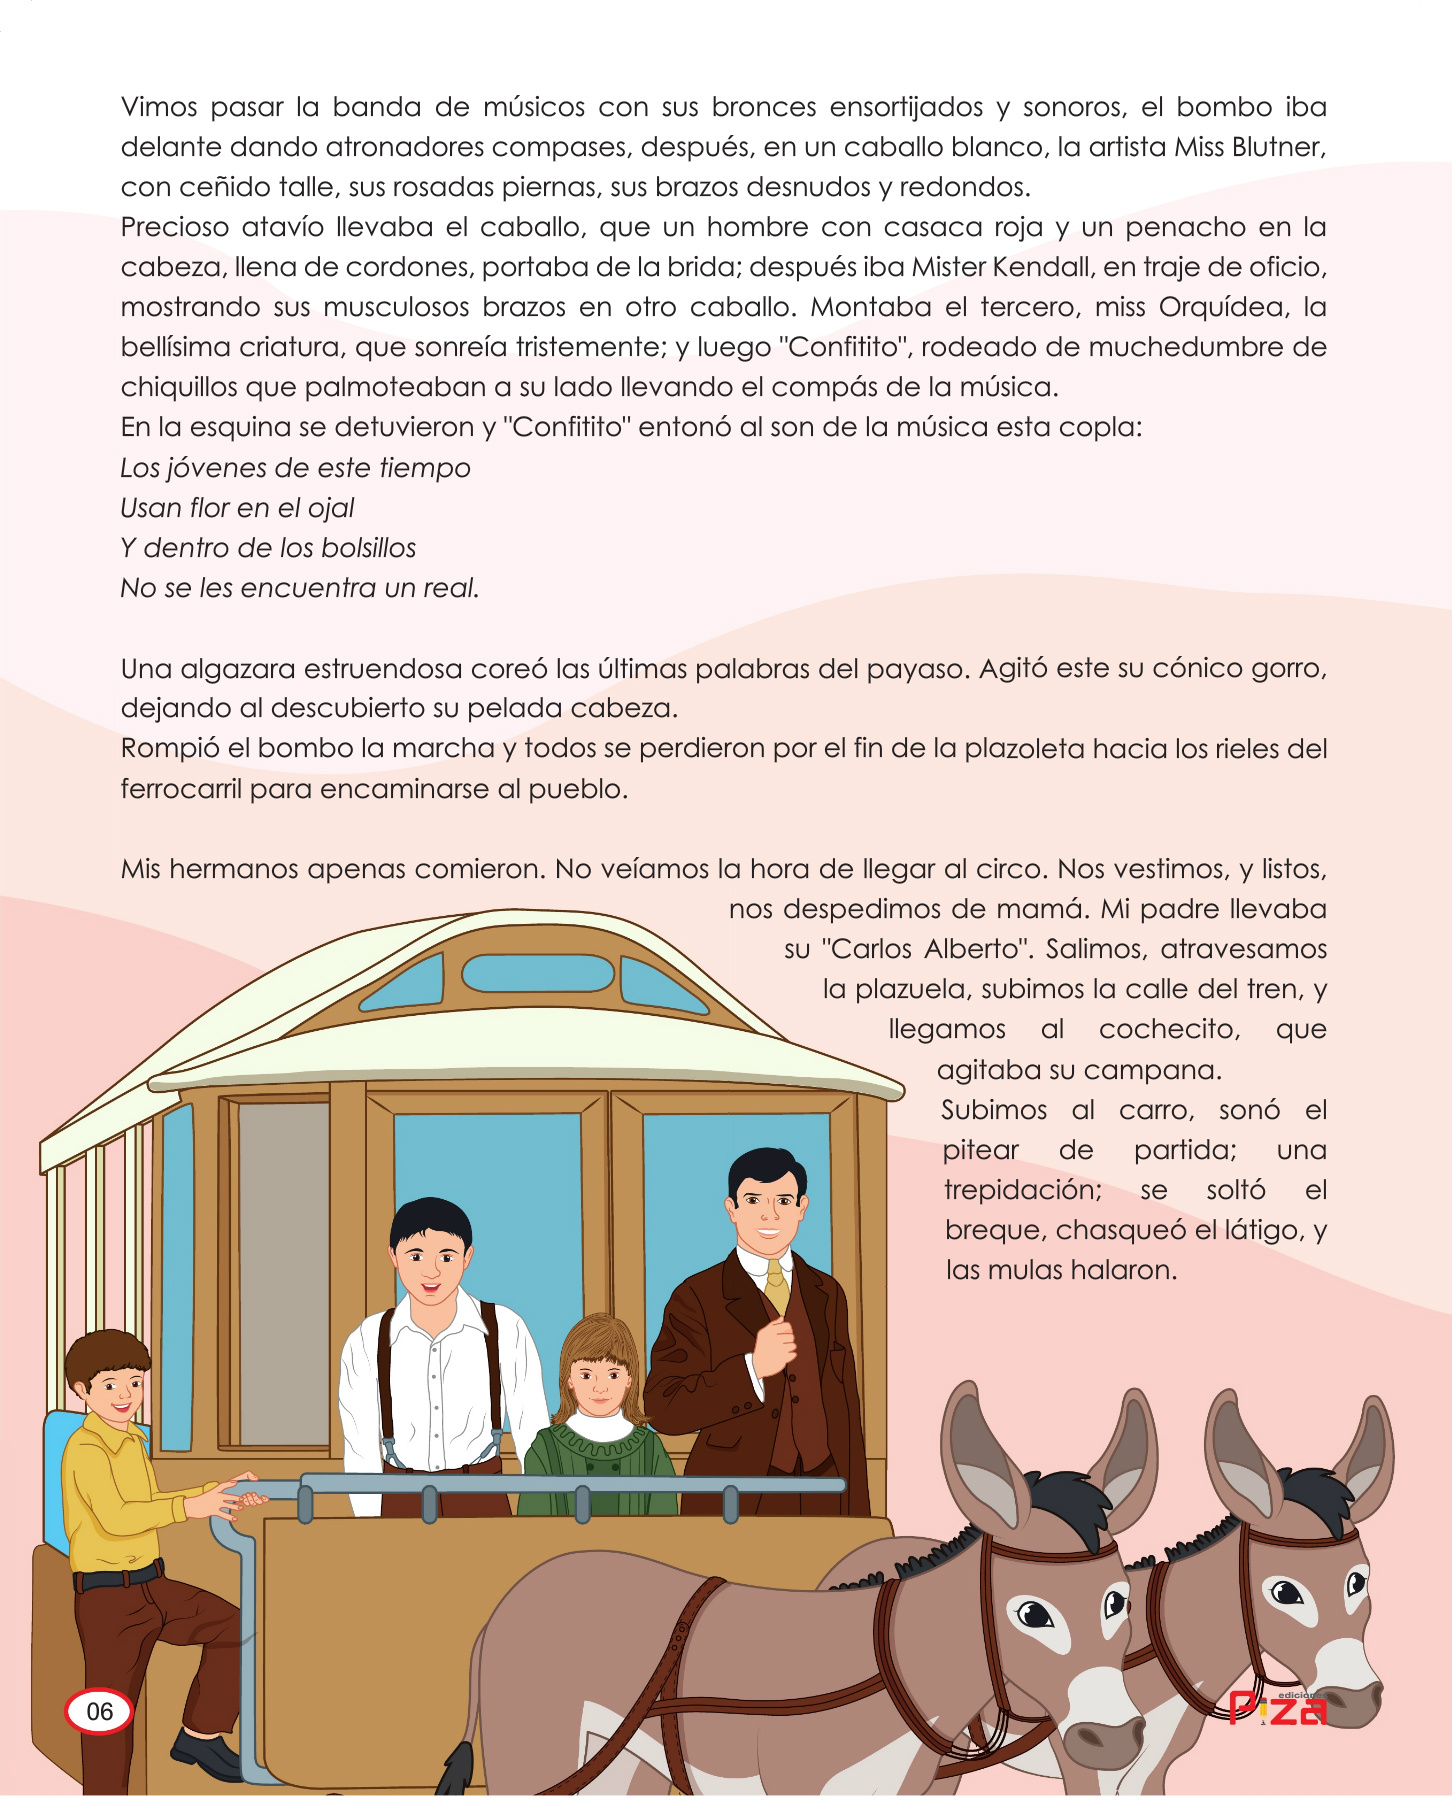 Vimos pasar la banda de músicos con sus bronces ensortijados y sonoros, el bombo iba
delante dando atronadores compases, después, en un caballo blanco, la artista Miss Blutner,
con ceñido talle, sus rosadas piernas, sus brazos desnudos y redondos.
Precioso atavío llevaba el caballo, que un hombre con casaca roja y un penacho en la
cabeza, llena de cordones, portaba de la brida; después iba Mister Kendall, en traje de oficio,
mostrando sus musculosos brazos en otro caballo. Montaba el tercero, miss Orquídea, la
bellísima criatura, que sonreía tristemente; y luego "Confitito", rodeado de muchedumbre de
chiquillos que palmoteaban a su lado llevando el compás de la música.
En la esquina se detuvieron y "Confitito" entonó al son de la música esta copla:
Los jóvenes de este tiempo
Usan flor en el ojal
Y dentro de los bolsillos
No se les encuentra un real.
Una algazara estruendosa coreó las últimas palabras del payaso. Agitó este su cónico gorro,
dejando al descubierto su pelada cabeza.
Rompió el bombo la marcha y todos se perdieron por el fin de la plazoleta hacia los rieles del
ferrocarril para encaminarse al pueblo.
Mis hermanos apenas comieron. No veíamos la hora de llegar al circo. Nos vestimos, y listos,
nos despedimos de mamá. Mi padre llevaba
su "Carlos Alberto". Salimos, atravesamos
la plazuela, subimos la calle del tren, y
llegamos al cochecito, que
agitaba su campana.
Subimos al carro, sonó el
pitear de partida; una
trepidación; se soltó el
breque, chasqueó el látigo, y
las mulas halaron.
06
ediciones
Piza